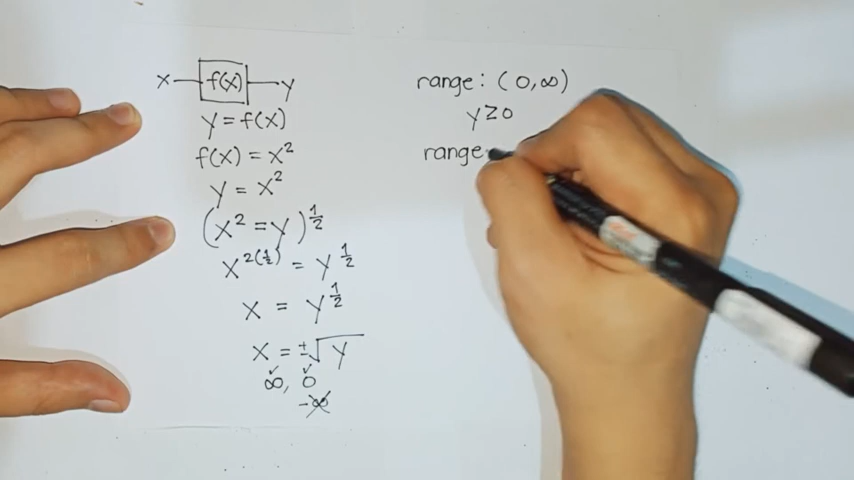 x f(x) y
y = f(x)
f(x) = x²
y = x²
(x² = y)^½
x^2(½) = y^½
x = y^½
x = ±√y
∞, 0
-∞
range: (0,∞)
y≥0
range